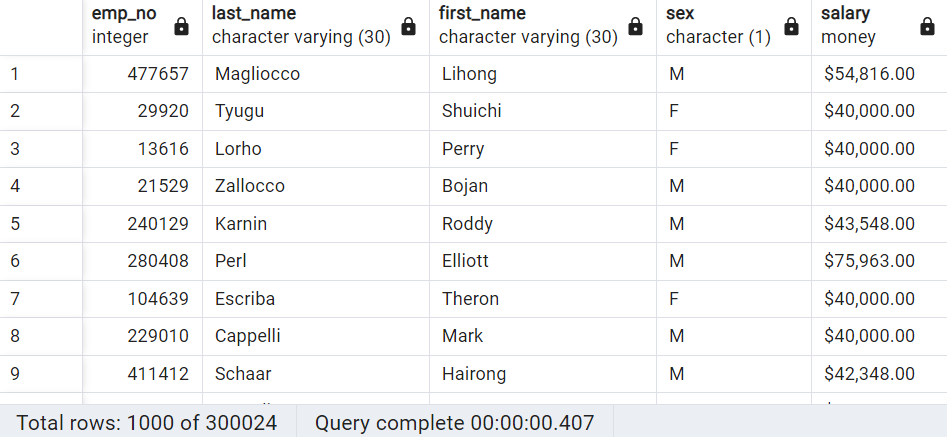 emp_no last_name first_name sex salary
integer character varying (30) character varying (30) character (1) money
1 477657 Magliocco Lihong M $54,816.00
2 29920 Tyugu Shuichi F $40,000.00
3 13616 Lorho Perry F $40,000.00
4 21529 Zallocco Bojan M $40,000.00
5 240129 Karnin Roddy M $43,548.00
6 280408 Perl Elliott M $75,963.00
7 104639 Escriba Theron F $40,000.00
8 229010 Cappelli Mark M $40,000.00
9 411412 Schaar Hairong M $42,348.00
Total rows: 1000 of 300024 Query complete 00:00:00.407